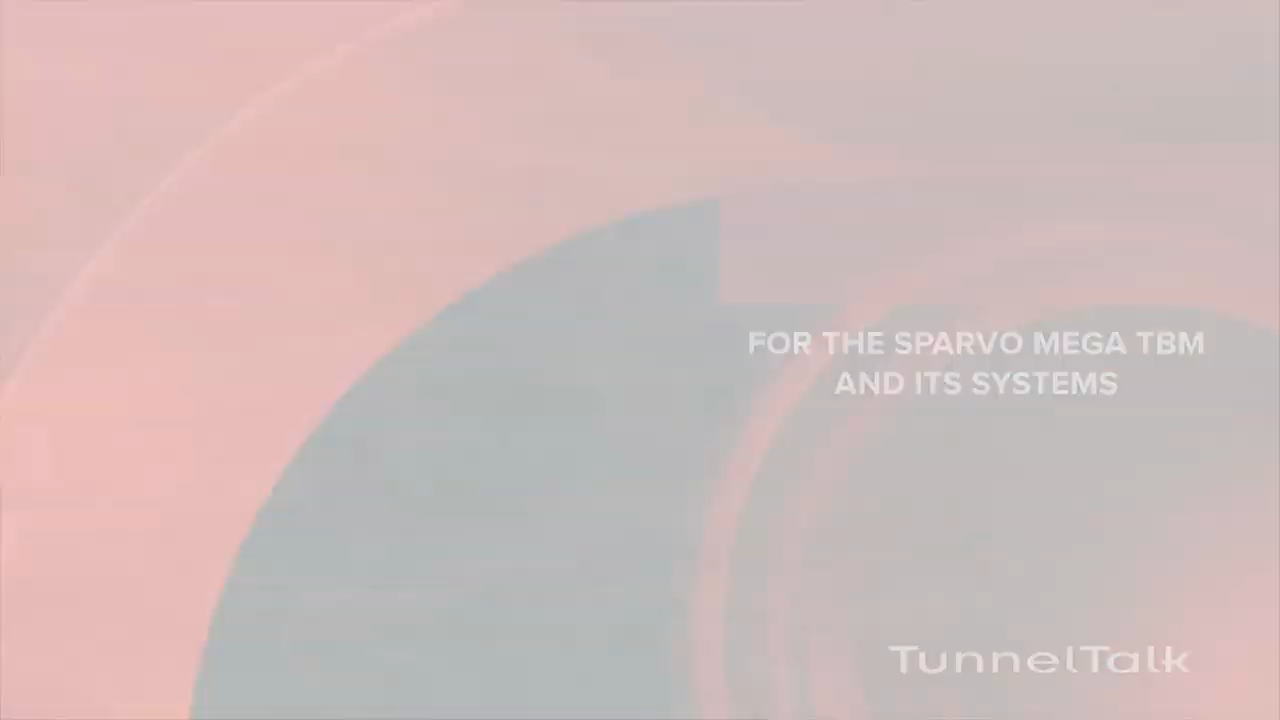 FOR THE SPARVO MEGA TBM
AND ITS SYSTEMS
TunnelTalk